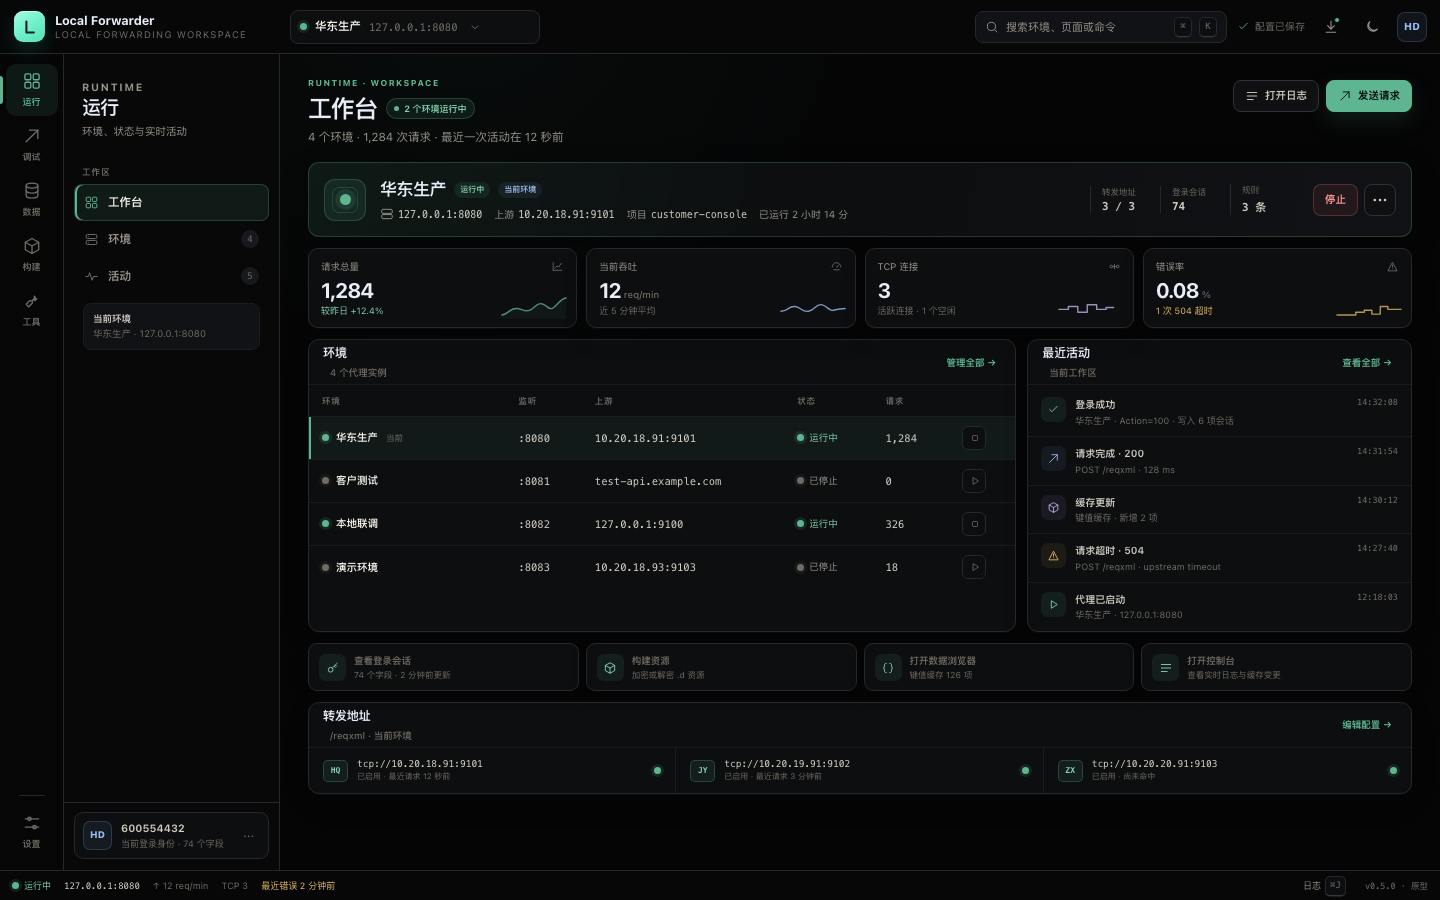 L
Local Forwarder
LOCAL FORWARDING WORKSPACE
华东生产 127.0.0.1:8080
搜索环境、页面或命令 ⌘ K
配置已保存
HD
运行
调试
数据
构建
工具
设置
RUNTIME
运行
环境、状态与实时活动
工作区
工作台
环境 4
活动 5
当前环境
华东生产 · 127.0.0.1:8080
HD
600554432
当前登录身份 · 74 个字段
RUNTIME · WORKSPACE
工作台 2 个环境运行中
4 个环境 · 1,284 次请求 · 最近一次活动在 12 秒前
打开日志
发送请求
华东生产 运行中 当前环境
127.0.0.1:8080 上游 10.20.18.91:9101 项目 customer-console 已运行 2 小时 14 分
转发地址
3 / 3
登录会话
74
规则
3 条
停止
请求总量
1,284
较昨日 +12.4%
当前吞吐
12 req/min
近 5 分钟平均
TCP 连接
3
活跃连接 · 1 个空闲
错误率
0.08 %
1 次 504 超时
环境
4 个代理实例
管理全部 →
环境 监听 上游 状态 请求
华东生产 当前 :8080 10.20.18.91:9101 运行中 1,284
客户测试 :8081 test-api.example.com 已停止 0
本地联调 :8082 127.0.0.1:9100 运行中 326
演示环境 :8083 10.20.18.93:9103 已停止 18
最近活动
当前工作区
查看全部 →
登录成功 14:32:08
华东生产 · Action=100 · 写入 6 项会话
请求完成 · 200 14:31:54
POST /reqxml · 128 ms
缓存更新 14:30:12
键值缓存 · 新增 2 项
请求超时 · 504 14:27:40
POST /reqxml · upstream timeout
代理已启动 12:18:03
华东生产 · 127.0.0.1:8080
查看登录会话
74 个字段 · 2 分钟前更新
构建资源
加密或解密 .d 资源
打开数据浏览器
键值缓存 126 项
打开控制台
查看实时日志与缓存变更
转发地址
/reqxml · 当前环境
编辑配置 →
HQ
tcp://10.20.18.91:9101
已启用 · 最近请求 12 秒前
JY
tcp://10.20.19.91:9102
已启用 · 最近请求 3 分钟前
ZX
tcp://10.20.20.91:9103
已启用 · 尚未命中
运行中 127.0.0.1:8080 ↑ 12 req/min TCP 3 最近错误 2 分钟前
日志 ⌘J v0.5.0 · 原型